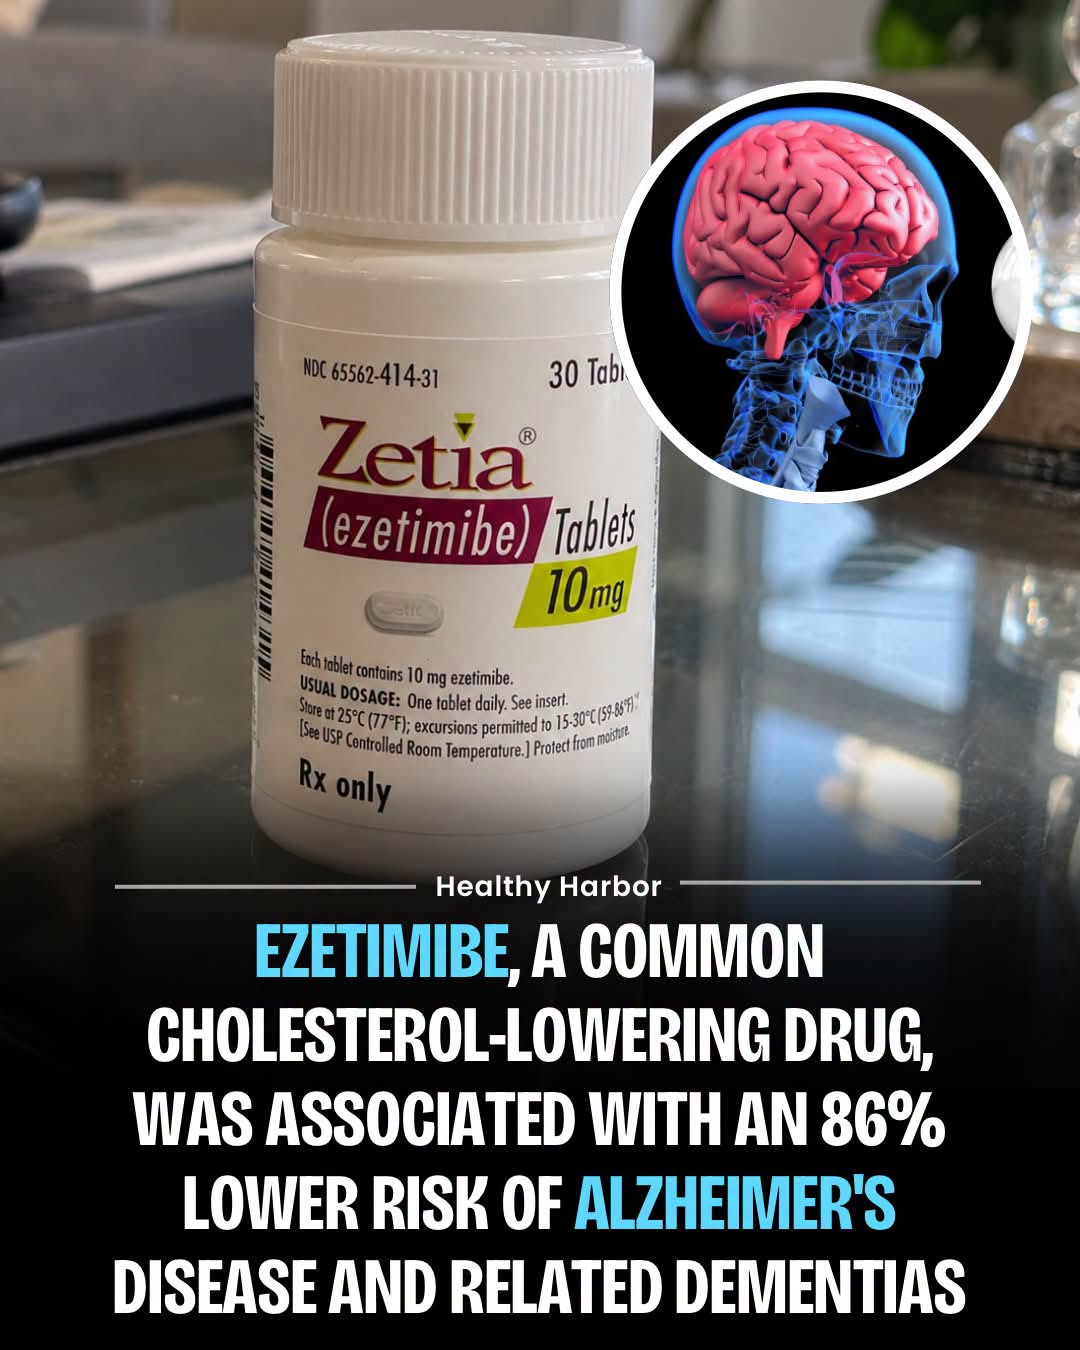 NDC 65562-414-31
30 Tabl
Zetia®
(ezetimibe) Tablets
10 mg
Each tablet contains 10 mg ezetimibe.
USUAL DOSAGE: One tablet daily. See insert.
Store at 25°C (77°F); excursions permitted to 15-30°C (59-86°F)
[See USP Controlled Room Temperature.] Protect from moisture.
Rx only
Healthy Harbor
EZETIMIBE, A COMMON
CHOLESTEROL-LOWERING DRUG,
WAS ASSOCIATED WITH AN 86%
LOWER RISK OF ALZHEIMER'S
DISEASE AND RELATED DEMENTIAS